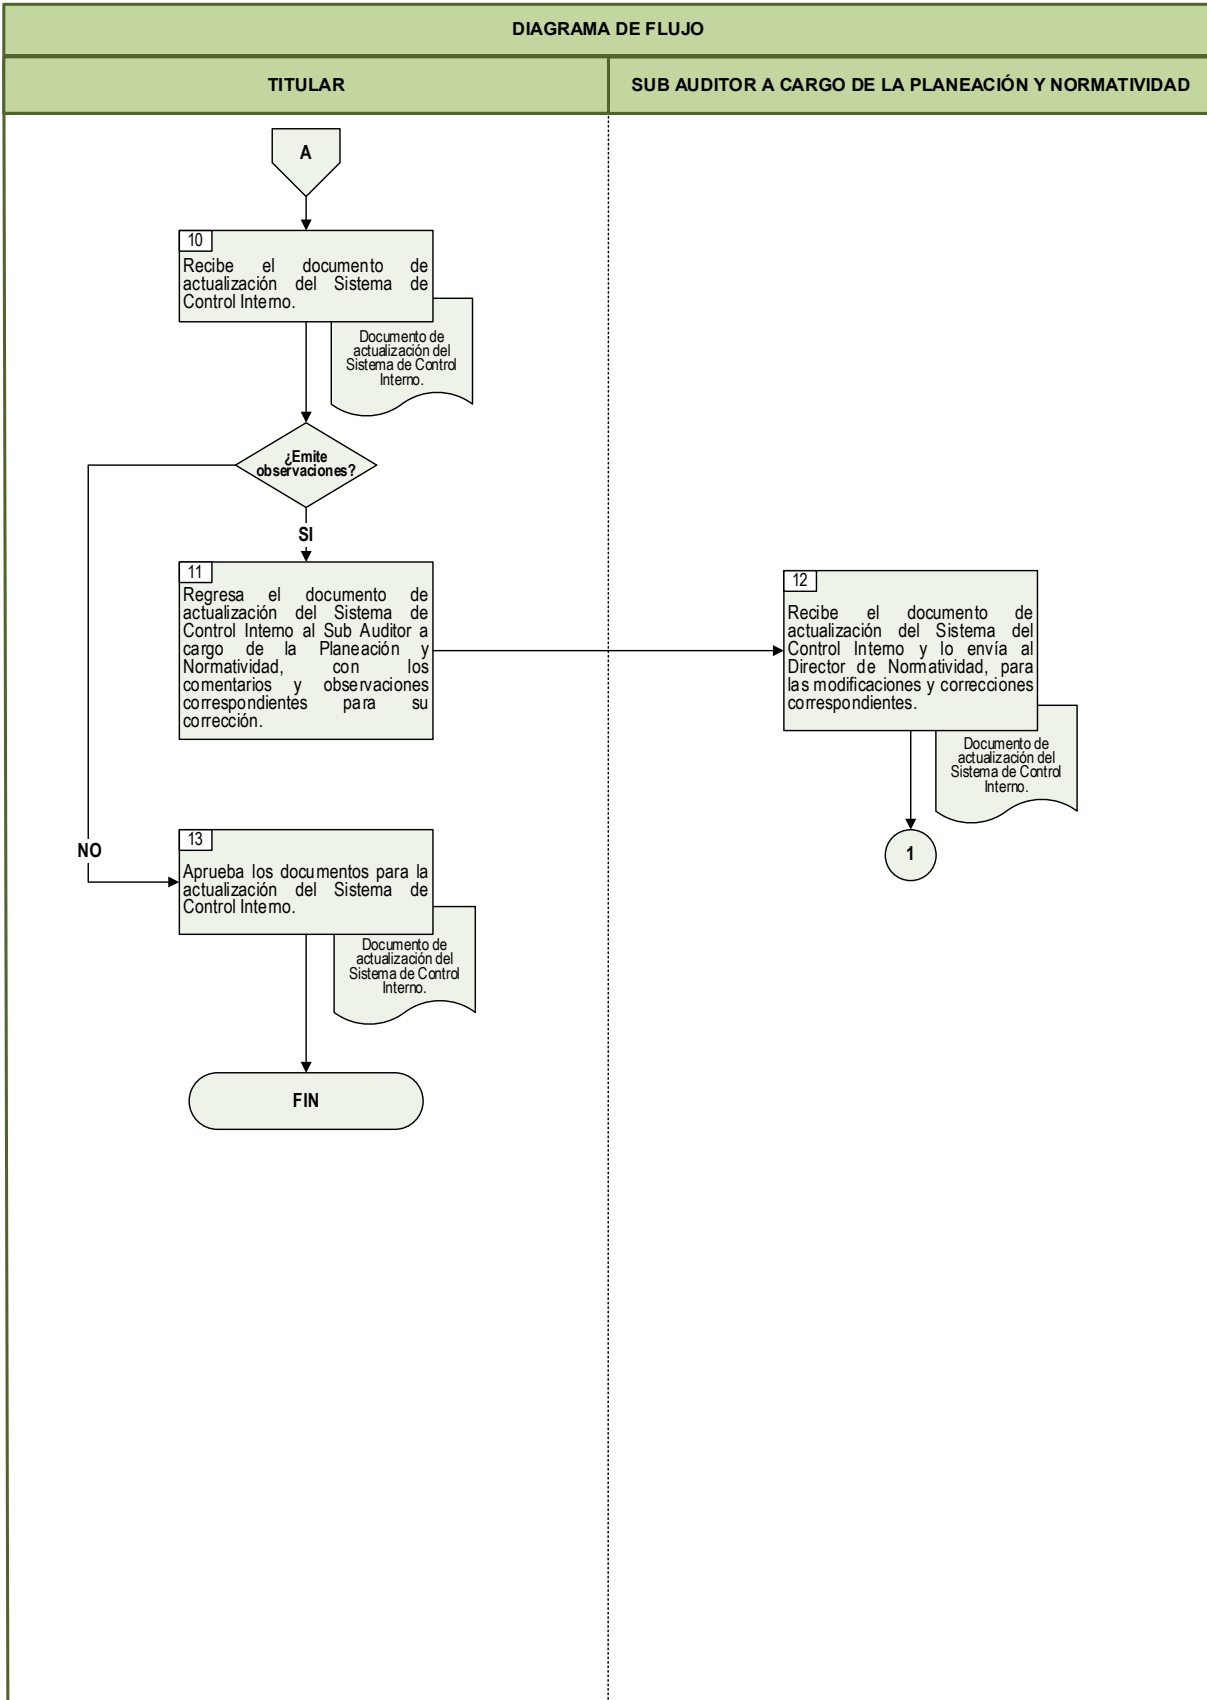 DIAGRAMA DE FLUJO
TITULAR
SUB AUDITOR A CARGO DE LA PLANEACIÓN Y NORMATIVIDAD
A
10
Recibe el documento de
actualización del Sistema de
Control Interno.
Documento de
actualización del
Sistema de Control
Interno.
¿Emite
observaciones?
SI
11
Regresa el documento de
actualización del Sistema de
Control Interno al Sub Auditor a
cargo de la Planeación y
Normatividad, con los
comentarios y observaciones
correspondientes para su
corrección.
12
Recibe el documento de
actualización del Sistema del
Control Interno y lo envía al
Director de Normatividad, para
las modificaciones y correcciones
correspondientes.
Documento de
actualización del
Sistema de Control
Interno.
1
NO
13
Aprueba los documentos para la
actualización del Sistema de
Control Interno.
Documento de
actualización del
Sistema de Control
Interno.
FIN